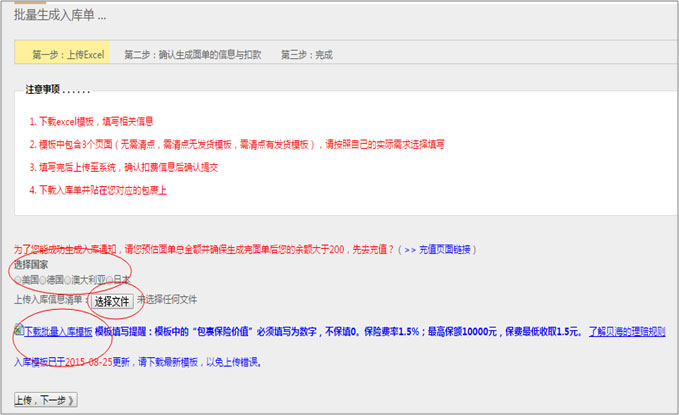 批量生成入库单 ...
第一步：上传Excel 第二步：确认生成面单的信息与扣款 第三步：完成
注意事项 . . . . . .
1. 下载excel模板，填写相关信息
2. 模板中包含3个页面（无需清点，需清点无发货模板，需清点有发货模板），请按照自己的实际需求选择填写
3. 填写完后上传至系统，确认扣费信息后确认提交
4. 下载入库单并贴在您对应的包裹上
为了您能成功生成入库通知，请您预估面单总金额并确保生成完面单后您的余额大于200，先去充值？（>> 充值页面链接）
选择国家
美国 德国 澳大利亚 日本
上传入库信息清单： 选择文件 未选择任何文件
下载批量入库模板 模板填写提醒：模板中的“包裹保险价值”必须填写为数字，不保填0。保险费率1.5%；最高保额10000元，保费最低收取1.5元。 了解贝海的理赔规则
入库模板已于2015-08-25更新，请下载最新模板，以免上传错误。
上传，下一步 》